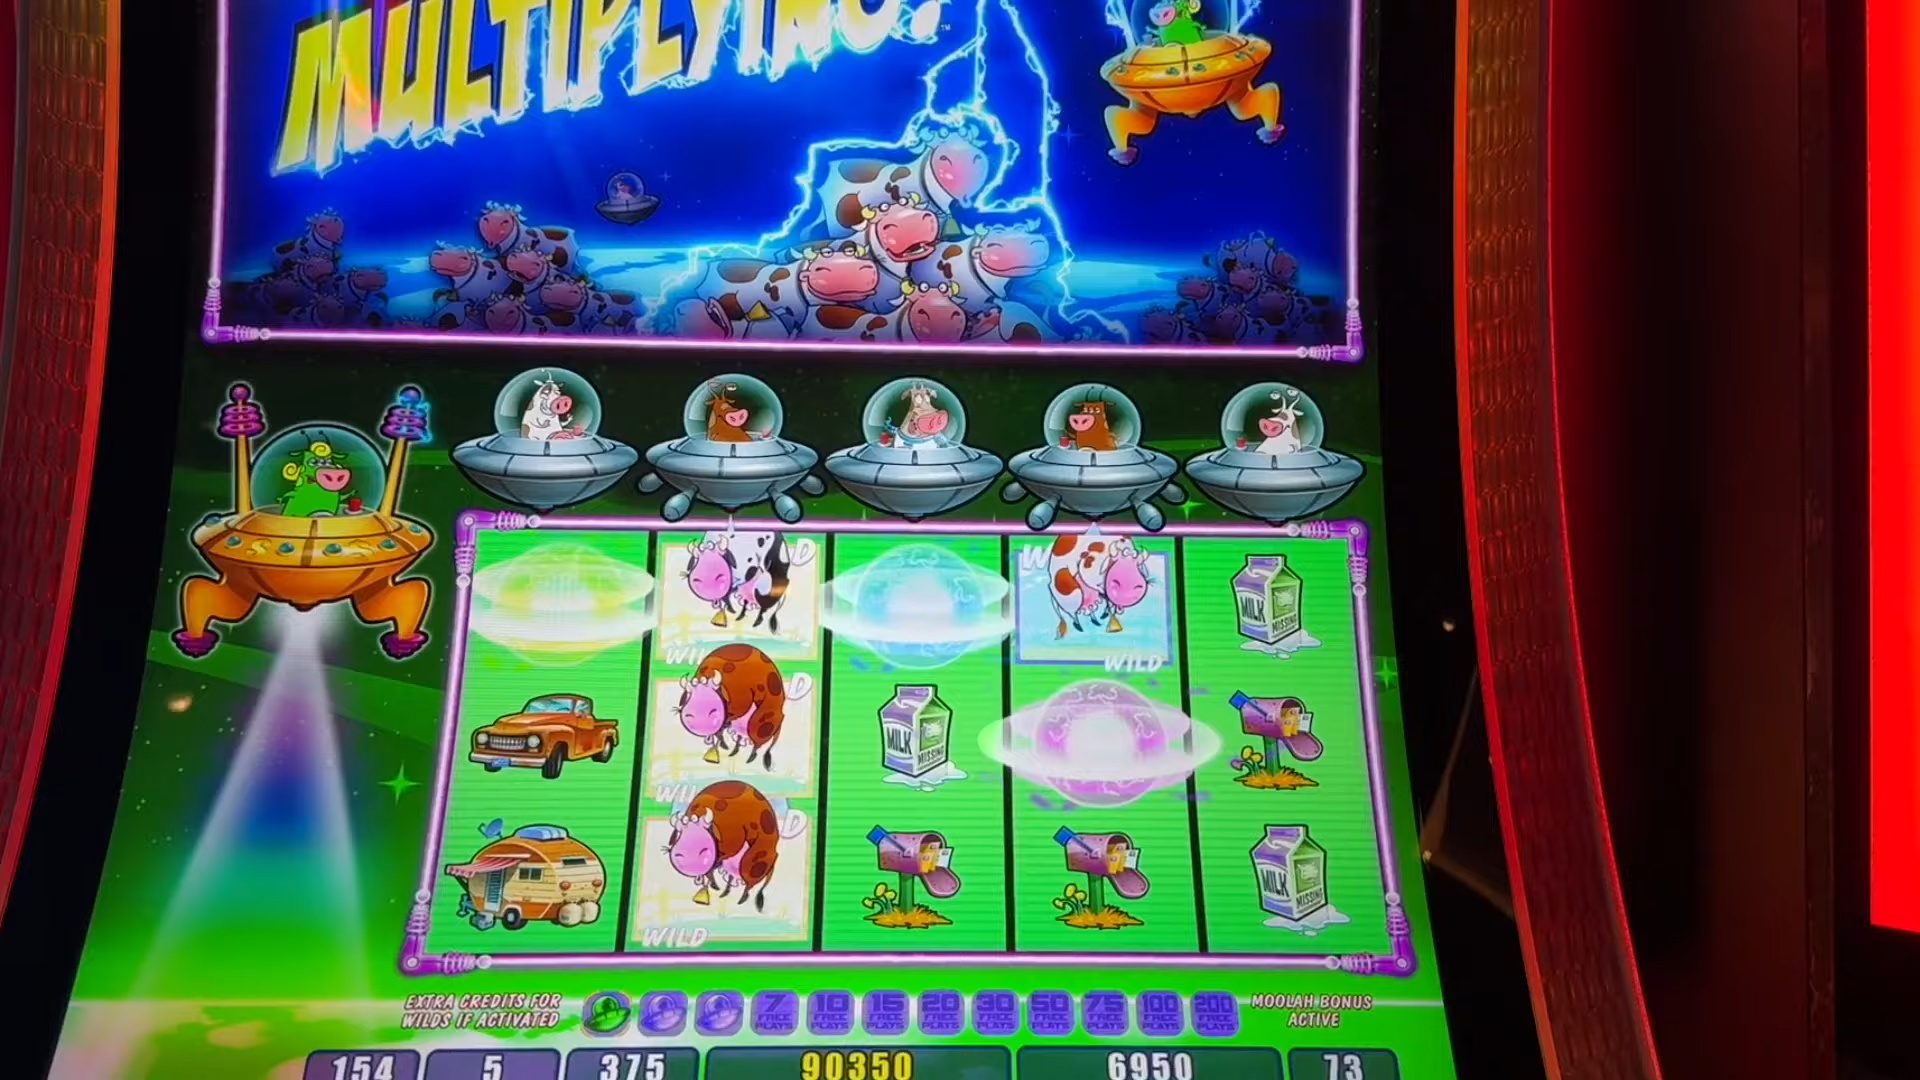 MULTIPLYING!™
W D W
WILD D WILD
MILK MISSING
WILD
MILK MISSING
D
WILD
MILK MISSING
EXTRA CREDITS FOR
WILDS IF ACTIVATED
7 FREE PLAYS
10 FREE PLAYS
15 FREE PLAYS
20 FREE PLAYS
30 FREE PLAYS
50 FREE PLAYS
75 FREE PLAYS
100 FREE PLAYS
200 FREE PLAYS
MOOLAH BONUS
ACTIVE
154 5 375 90350 6950 73